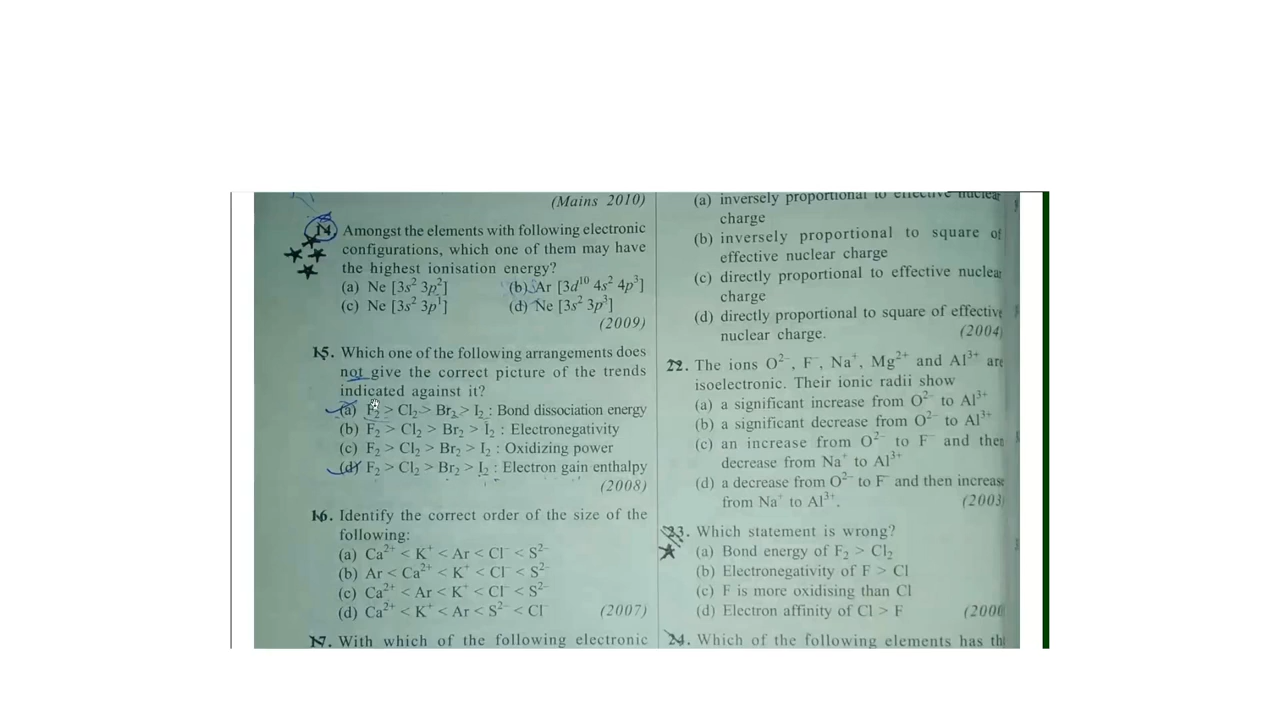 (Mains 2010)
14. Amongst the elements with following electronic
configurations, which one of them may have
the highest ionisation energy?
(a) Ne [3s² 3p²] (b) Ar [3d¹⁰ 4s² 4p³]
(c) Ne [3s² 3p¹] (d) Ne [3s² 3p³]
(2009)
15. Which one of the following arrangements does
not give the correct picture of the trends
indicated against it?
(a) F₂ > Cl₂ > Br₂ > I₂ : Bond dissociation energy
(b) F₂ > Cl₂ > Br₂ > I₂ : Electronegativity
(c) F₂ > Cl₂ > Br₂ > I₂ : Oxidizing power
(d) F₂ > Cl₂ > Br₂ > I₂ : Electron gain enthalpy
(2008)
16. Identify the correct order of the size of the
following:
(a) Ca²⁺ < K⁺ < Ar < Cl⁻ < S²⁻
(b) Ar < Ca²⁺ < K⁺ < Cl⁻ < S²⁻
(c) Ca²⁺ < Ar < K⁺ < Cl⁻ < S²⁻
(d) Ca²⁺ < K⁺ < Ar < S²⁻ < Cl⁻ (2007)
17. With which of the following electronic
(a) inversely proportional to effective nuclear
charge
(b) inversely proportional to square of
effective nuclear charge
(c) directly proportional to effective nuclear
charge
(d) directly proportional to square of effective
nuclear charge. (2004)
22. The ions O²⁻, F⁻, Na⁺, Mg²⁺ and Al³⁺ are
isoelectronic. Their ionic radii show
(a) a significant increase from O²⁻ to Al³⁺
(b) a significant decrease from O²⁻ to Al³⁺
(c) an increase from O²⁻ to F⁻ and then
decrease from Na⁺ to Al³⁺
(d) a decrease from O²⁻ to F⁻ and then increase
from Na⁺ to Al³⁺. (2003
23. Which statement is wrong?
(a) Bond energy of F₂ > Cl₂
(b) Electronegativity of F > Cl
(c) F is more oxidising than Cl
(d) Electron affinity of Cl > F (2000
24. Which of the following elements has th